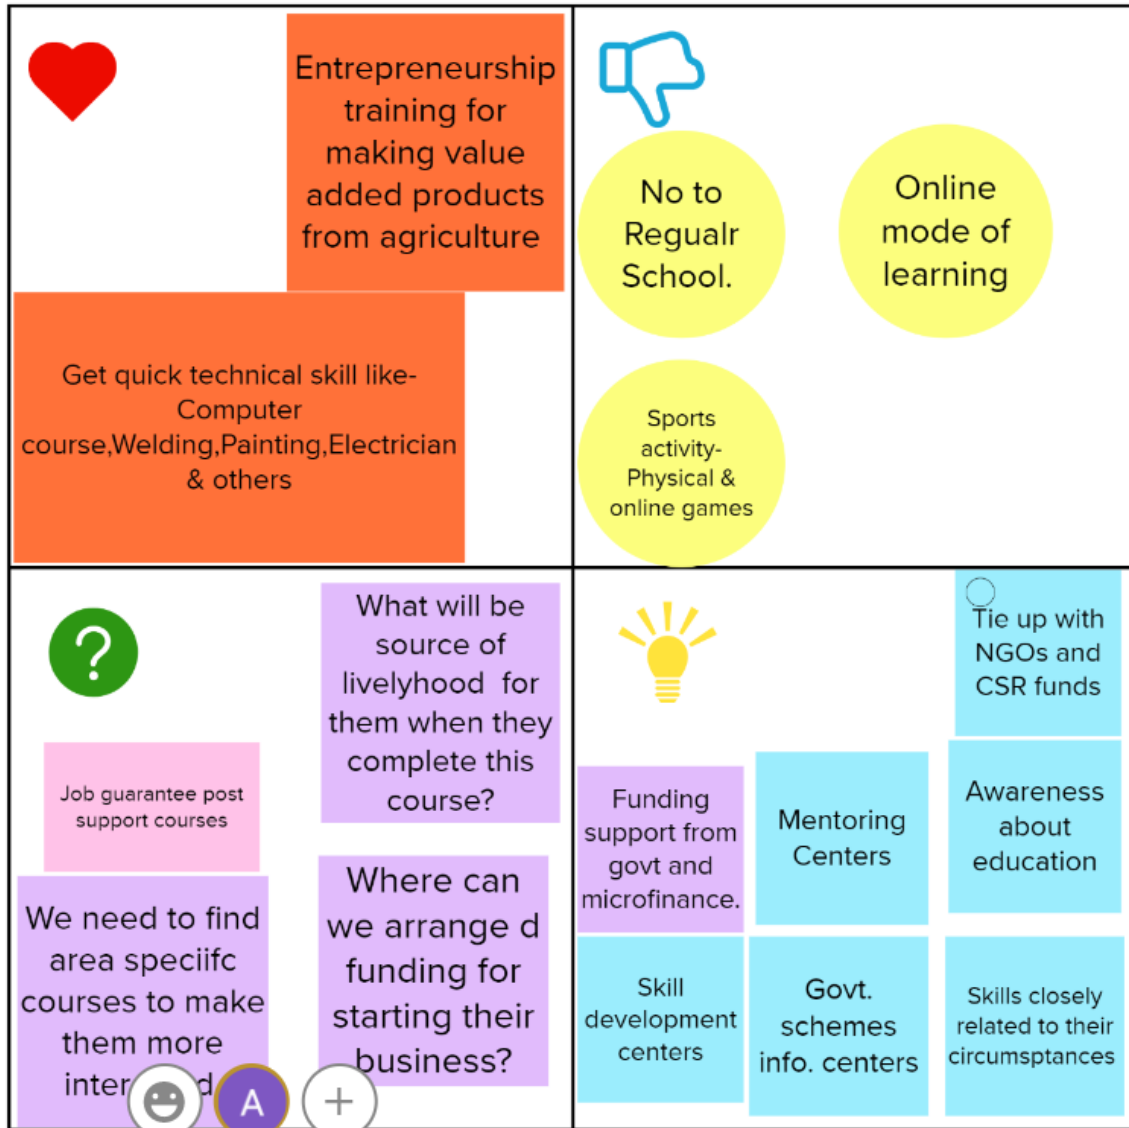 Entrepreneurship
training for
making value
added products
from agriculture
Get quick technical skill like-
Computer
course,Welding,Painting,Electrician
& others
No to
Regualr
School.
Online
mode of
learning
Sports
activity-
Physical &
online games
?
What will be
source of
livelyhood for
them when they
complete this
course?
Job guarantee post
support courses
We need to find
area speciifc
courses to make
them more
Where can
we arrange d
funding for
starting their
business?
A
Tie up with
NGOs and
CSR funds
Funding
support from
govt and
microfinance.
Mentoring
Centers
Awareness
about
education
Skill
development
centers
Govt.
schemes
info. centers
Skills closely
related to their
circumsptances